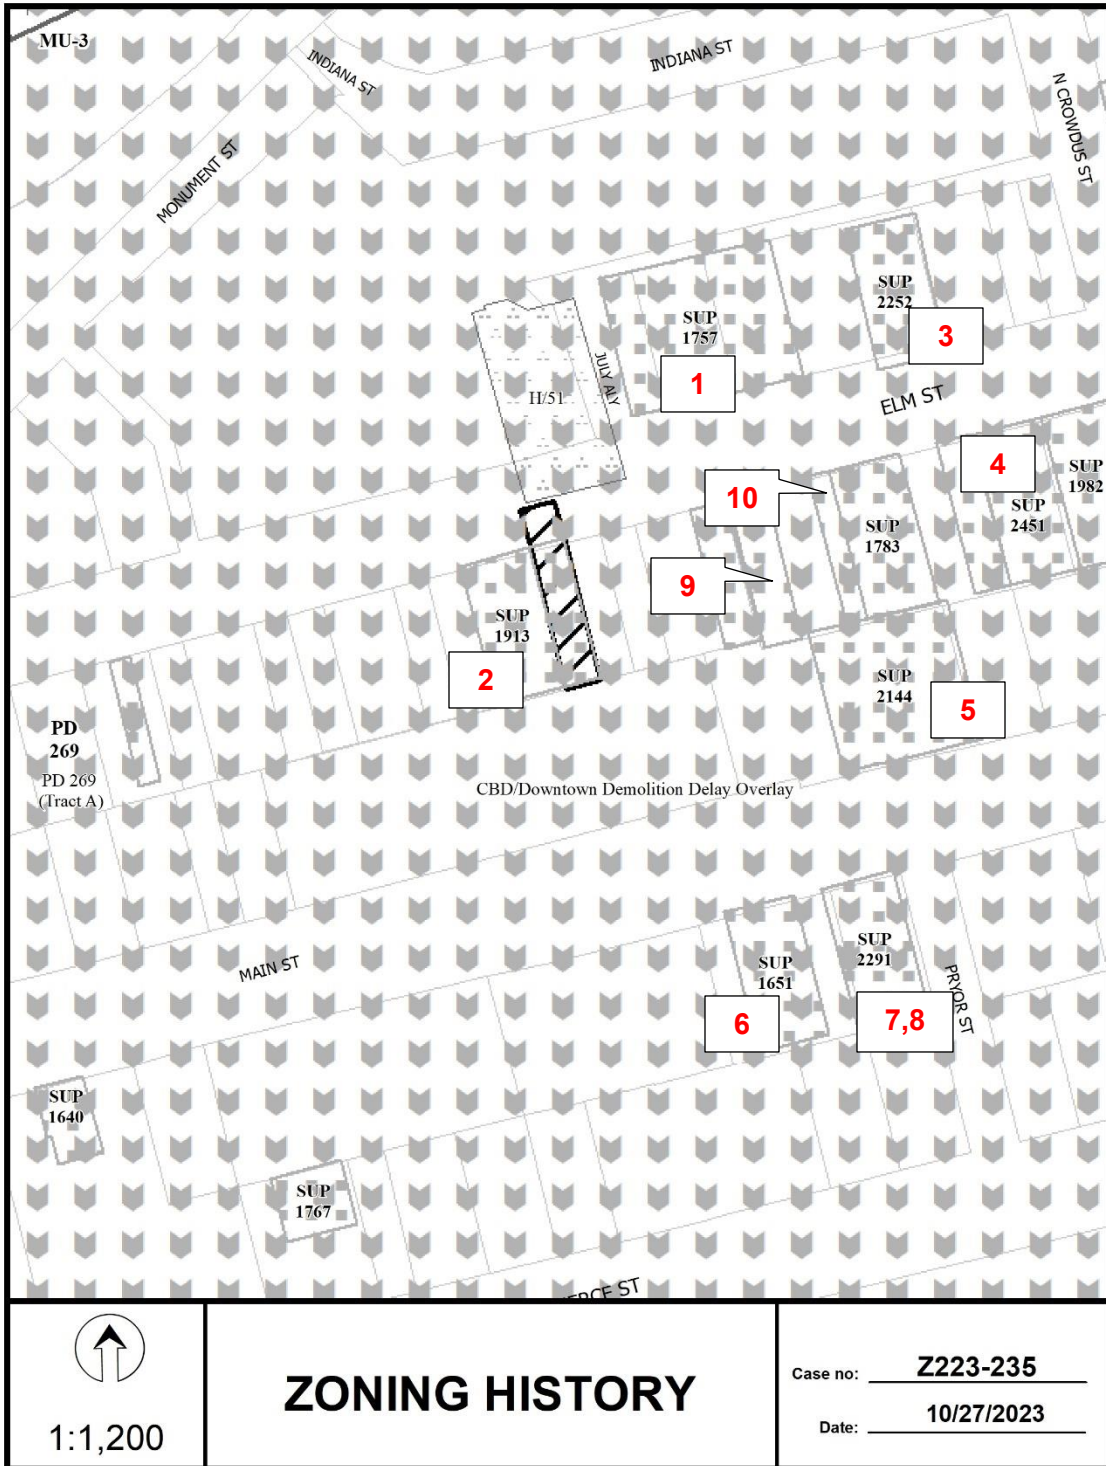 MU-3
INDIANA ST
INDIANA ST
N CROWDUS ST
MONUMENT ST
SUP
2252
3
SUP
1757
1
JULY ALY
H/51
ELM ST
4
SUP
1982
SUP
2451
10
SUP
1783
9
SUP
1913
2
SUP
2144
5
PD
269
PD 269
(Tract A)
CBD/Downtown Demolition Delay Overlay
MAIN ST
SUP
2291
SUP
1651
PRYOR ST
6
7,8
SUP
1640
SUP
1767
ERCE ST
1:1,200
ZONING HISTORY
Case no: Z223-235
Date: 10/27/2023